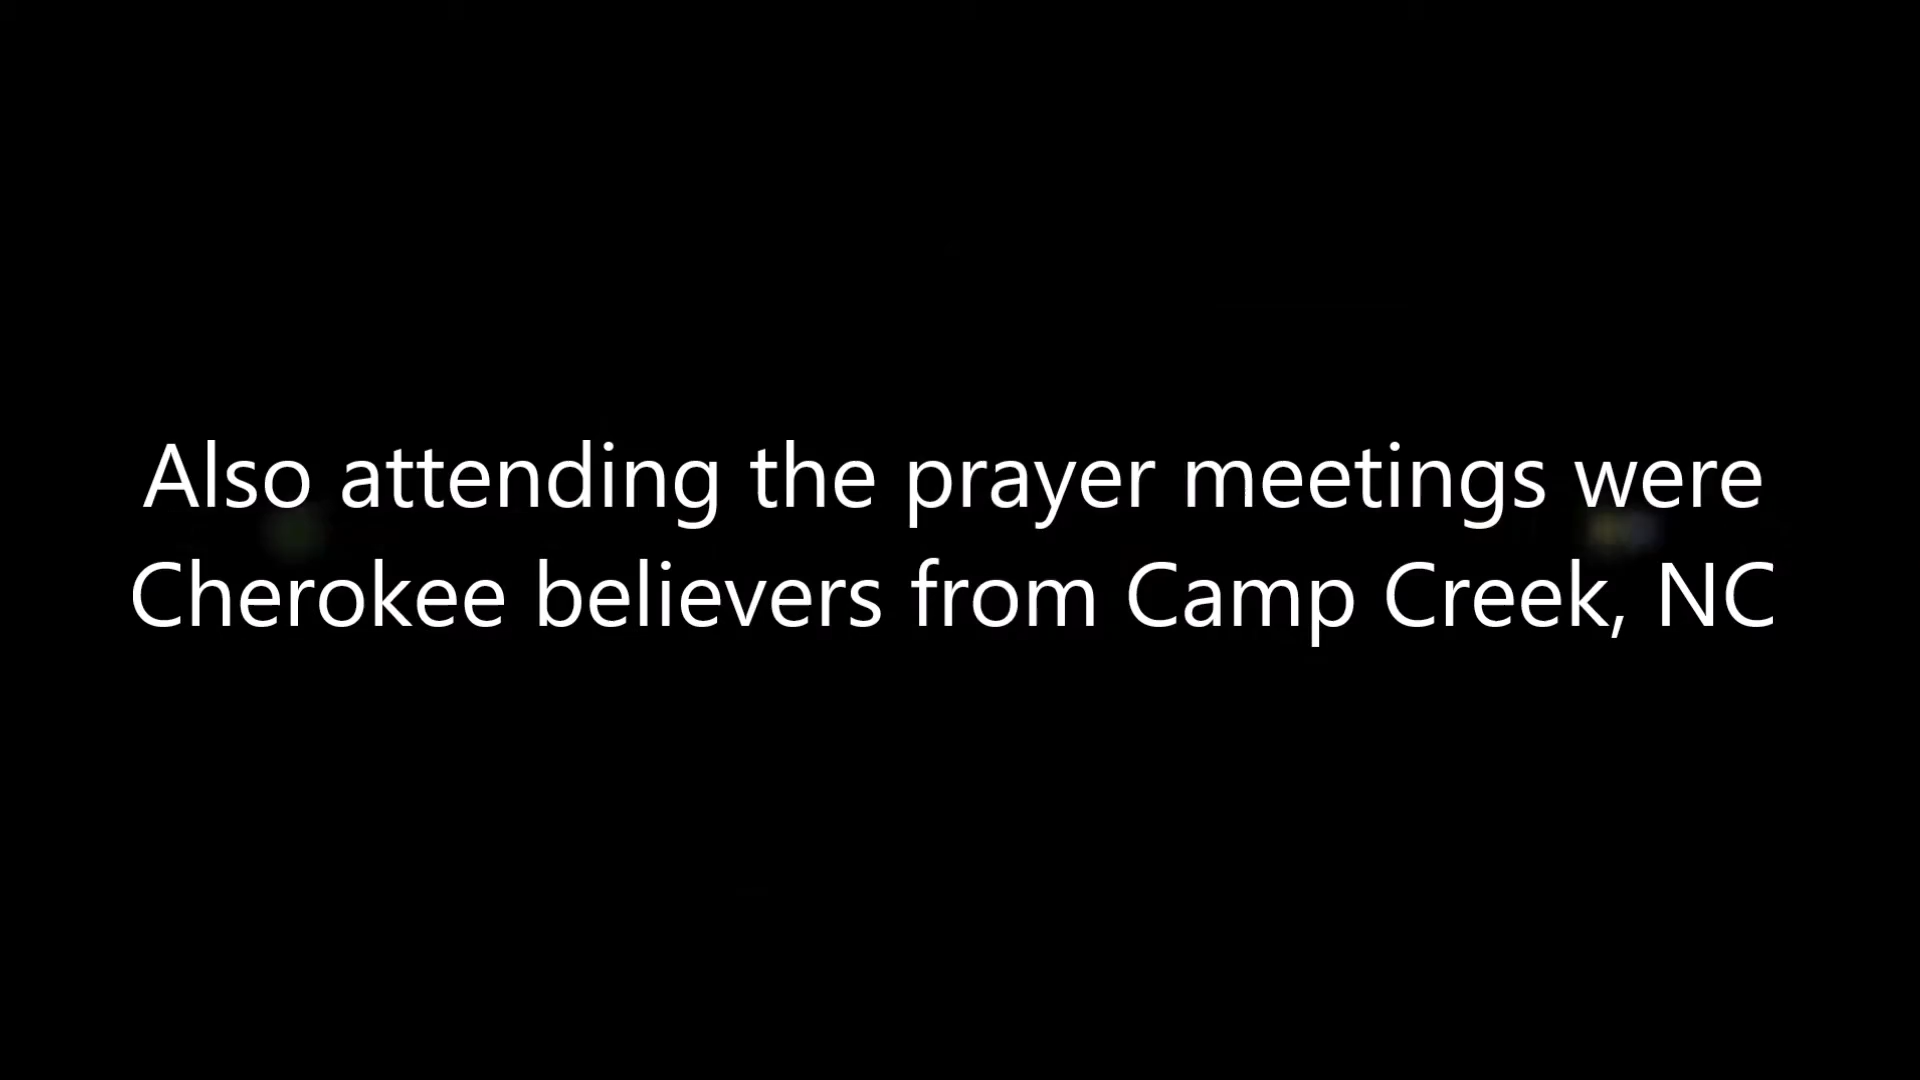 Also attending the prayer meetings were
Cherokee believers from Camp Creek, NC